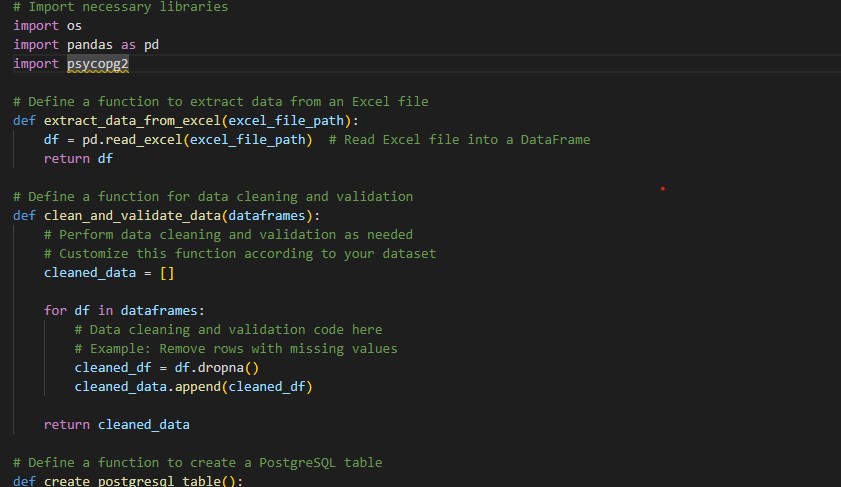 # Import necessary libraries
import os
import pandas as pd
import psycopg2
# Define a function to extract data from an Excel file
def extract_data_from_excel(excel_file_path):
df = pd.read_excel(excel_file_path)  # Read Excel file into a DataFrame
return df
# Define a function for data cleaning and validation
def clean_and_validate_data(dataframes):
# Perform data cleaning and validation as needed
# Customize this function according to your dataset
cleaned_data = []
for df in dataframes:
# Data cleaning and validation code here
# Example: Remove rows with missing values
cleaned_df = df.dropna()
cleaned_data.append(cleaned_df)
return cleaned_data
# Define a function to create a PostgreSQL table
def create_postgresql_table():